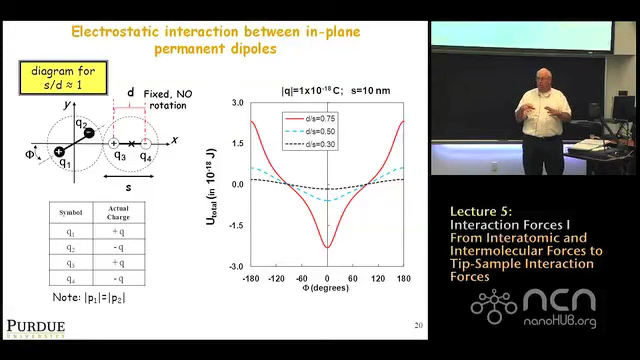 Electrostatic interaction between in-plane
permanent dipoles
diagram for
s/d ≈ 1
d
Fixed, NO
rotation
y
x
q2
q1
Φ
q3
q4
s
+
-
+
-
Symbol
Actual
Charge
q1
+ q
q2
- q
q3
+ q
q4
- q
Note: |p1|=|p2|
|q|=1x10-18 C; s=10 nm
d/s=0.75
d/s=0.50
d/s=0.30
3.0
1.5
0.0
-1.5
-3.0
Utotal (in 10-18 J)
-180
-120
-60
0
60
120
180
Φ (degrees)
PURDUE
UNIVERSITY
20
Lecture 5:
Interaction Forces I
From Interatomic and
Intermolecular Forces to
Tip-Sample Interaction
Forces
ncn
nanoHUB.org